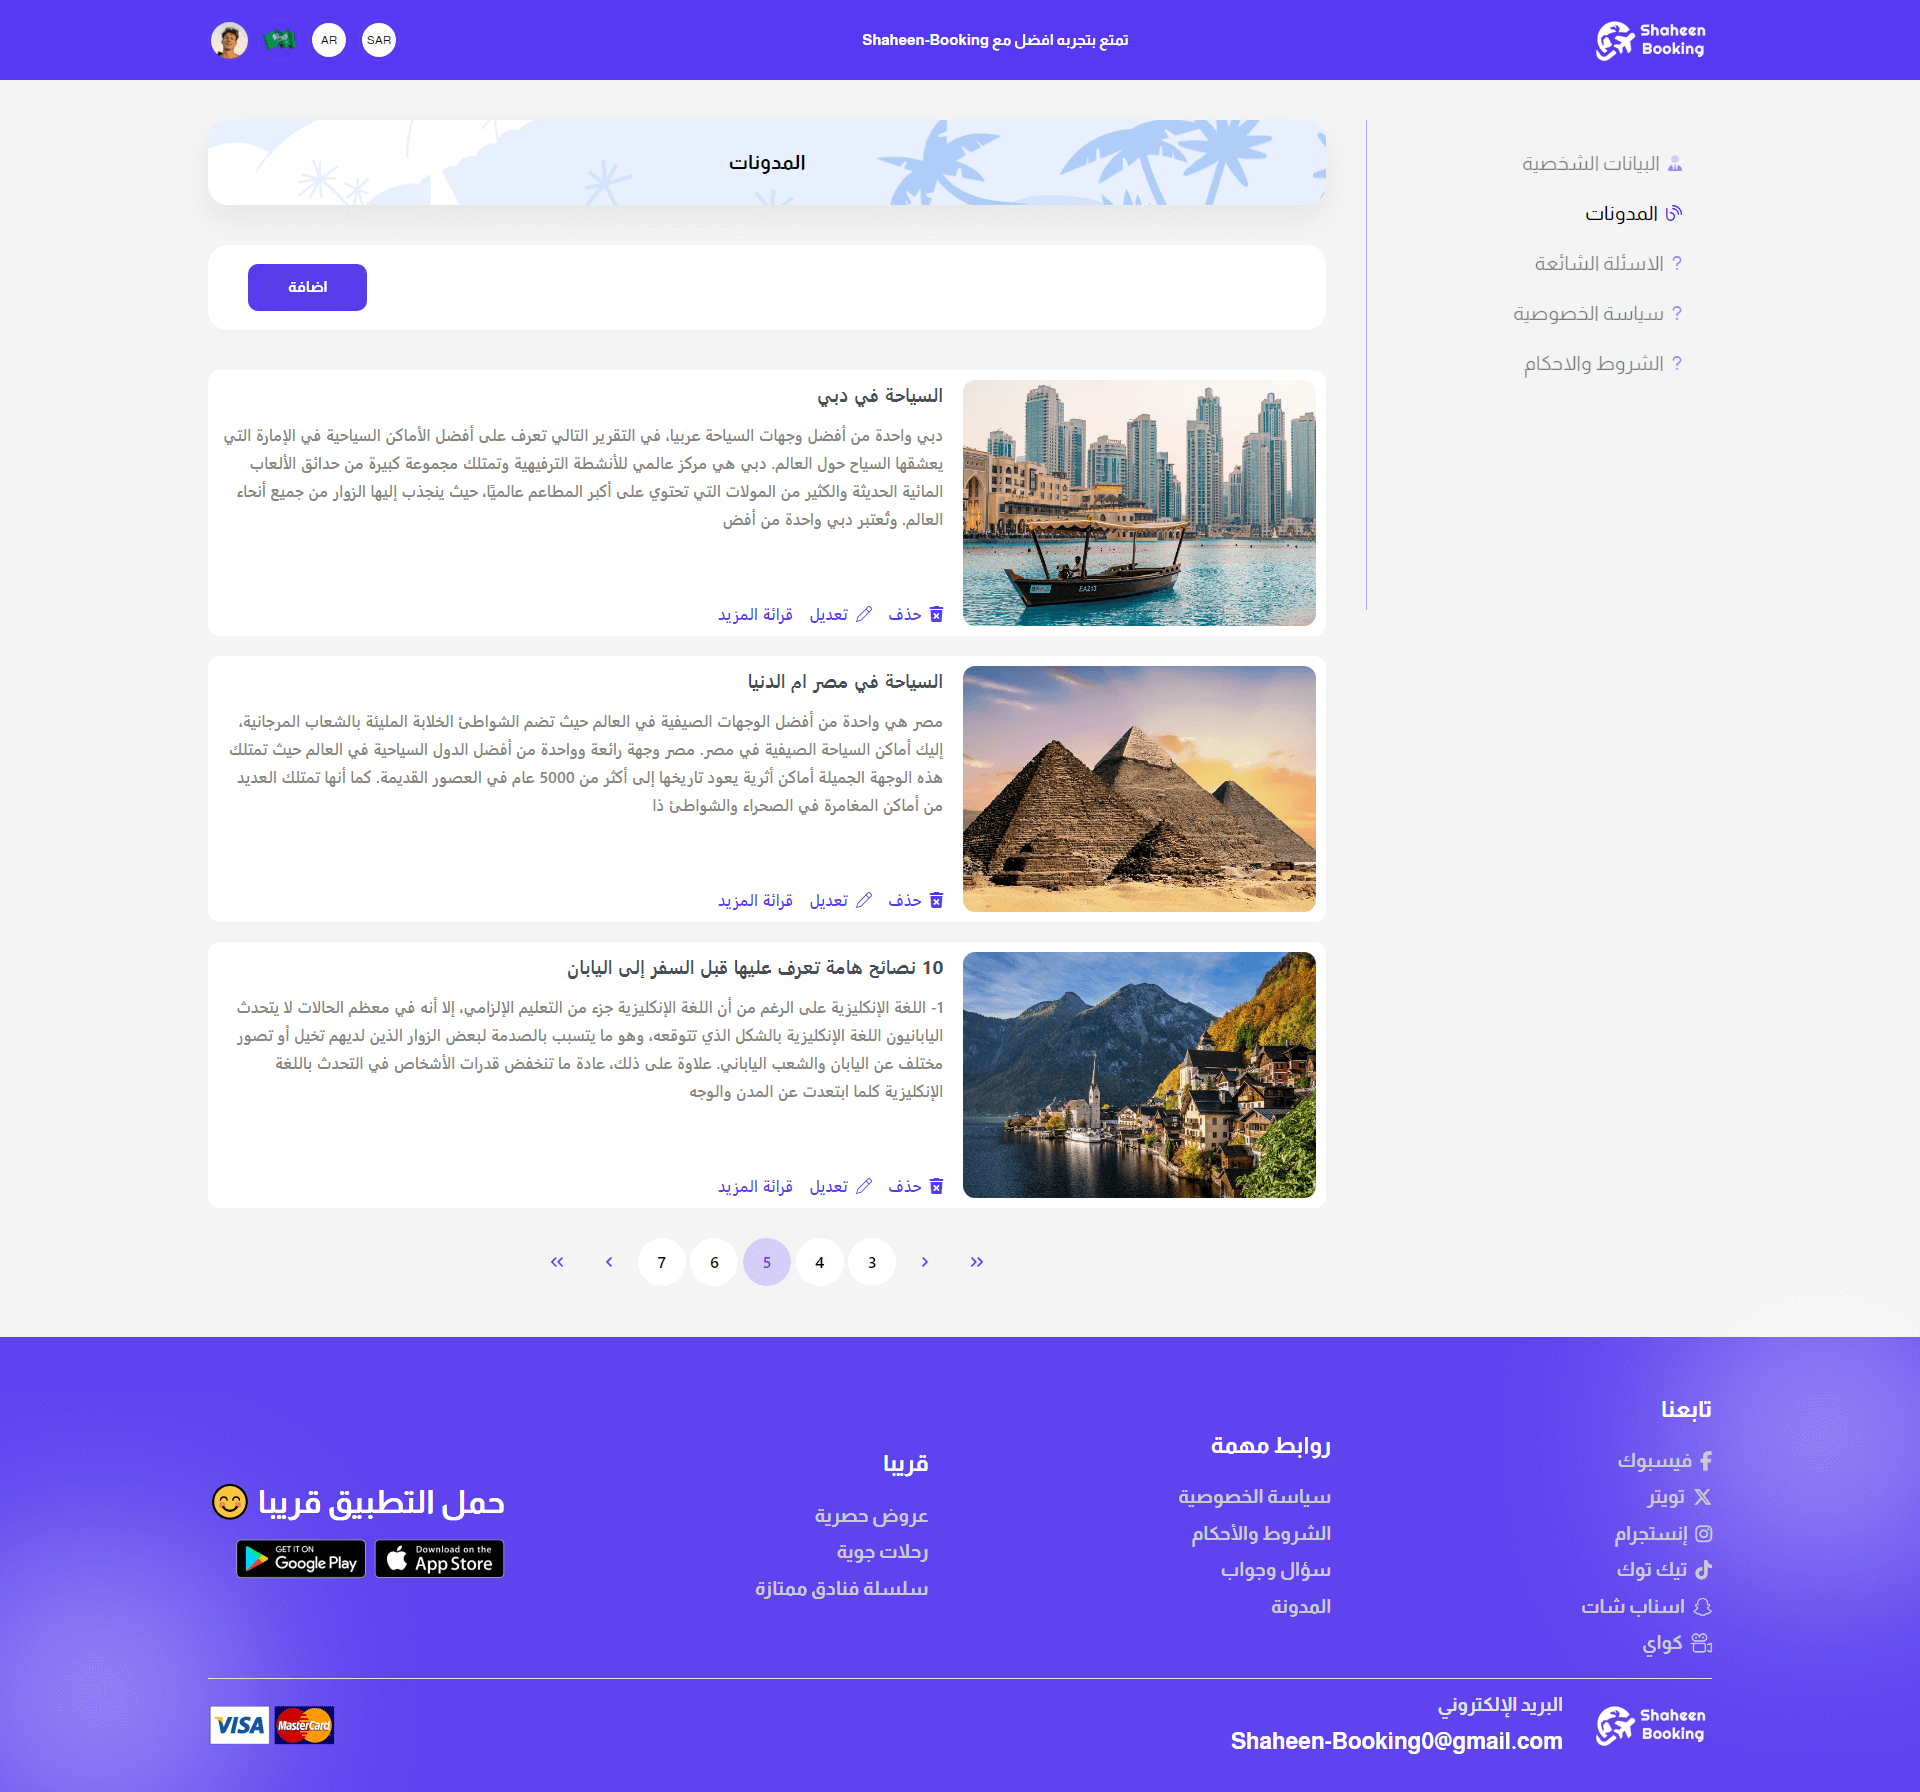 Shaheen
Booking
تمتع بتجربه افضل مع Shaheen-Booking
SAR
AR
البيانات الشخصية
المدونات
الاسئلة الشائعة
سياسة الخصوصية
الشروط والاحكام
المدونات
اضافة
السياحة في دبي
دبي واحدة من أفضل وجهات السياحة عربيا، في التقرير التالي تعرف على أفضل الأماكن السياحية في الإمارة التي
يعشقها السياح حول العالم. دبي هي مركز عالمي للأنشطة الترفيهية وتمتلك مجموعة كبيرة من حدائق الألعاب
المائية الحديثة والكثير من المولات التي تحتوي على أكبر المطاعم عالميًا، حيث ينجذب إليها الزوار من جميع أنحاء
العالم. وتُعتبر دبي واحدة من أفض
حذف
تعديل
قرائة المزيد
EA213
السياحة في مصر ام الدنيا
مصر هي واحدة من أفضل الوجهات الصيفية في العالم حيث تضم الشواطئ الخلابة المليئة بالشعاب المرجانية،
إليك أماكن السياحة الصيفية في مصر. مصر وجهة رائعة وواحدة من أفضل الدول السياحية في العالم حيث تمتلك
هذه الوجهة الجميلة أماكن أثرية يعود تاريخها إلى أكثر من 5000 عام في العصور القديمة. كما أنها تمتلك العديد
من أماكن المغامرة في الصحراء والشواطئ ذا
حذف
تعديل
قرائة المزيد
10 نصائح هامة تعرف عليها قبل السفر إلى اليابان
1- اللغة الإنكليزية على الرغم من أن اللغة الإنكليزية جزء من التعليم الإلزامي، إلا أنه في معظم الحالات لا يتحدث
اليابانيون اللغة الإنكليزية بالشكل الذي تتوقعه، وهو ما يتسبب بالصدمة لبعض الزوار الذين لديهم تخيل أو تصور
مختلف عن اليابان والشعب الياباني. علاوة على ذلك، عادة ما تنخفض قدرات الأشخاص في التحدث باللغة
الإنكليزية كلما ابتعدت عن المدن والوجه
حذف
تعديل
قرائة المزيد
3
4
5
6
7
تابعنا
فيسبوك
تويتر
إنستجرام
تيك توك
اسناب شات
كواي
روابط مهمة
سياسة الخصوصية
الشروط والأحكام
سؤال وجواب
المدونة
قريبا
عروض حصرية
رحلات جوية
سلسلة فنادق ممتازة
حمل التطبيق قريبا
Download on the
App Store
GET IT ON
Google Play
Shaheen
Booking
البريد الإلكتروني
Shaheen-Booking0@gmail.com
MasterCard
VISA